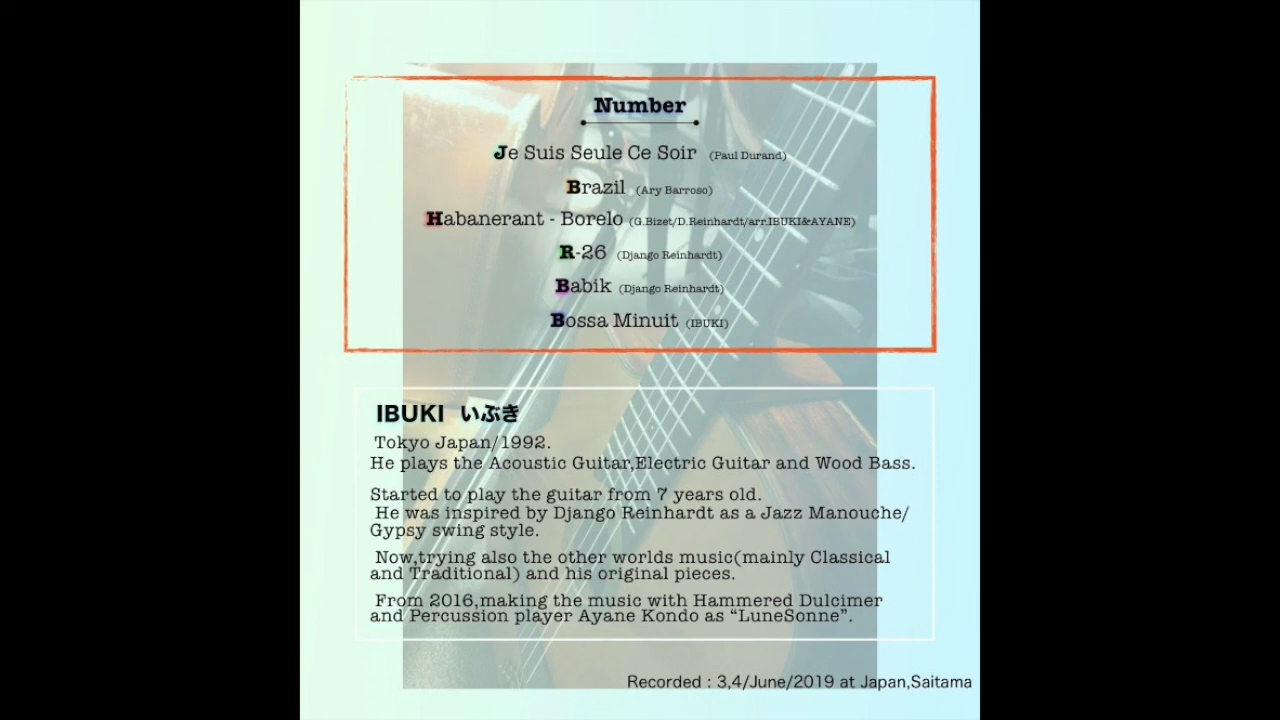 Number
Je Suis Seule Ce Soir (Paul Durand)
Brazil (Ary Barroso)
Habanerant - Borelo (G.Bizet/D.Reinhardt/arr.IBUKI&AYANE)
R-26 (Django Reinhardt)
Babik (Django Reinhardt)
Bossa Minuit (IBUKI)
IBUKI いぶき
Tokyo Japan/1992.
He plays the Acoustic Guitar,Electric Guitar and Wood Bass.
Started to play the guitar from 7 years old.
He was inspired by Django Reinhardt as a Jazz Manouche/
Gypsy swing style.
Now,trying also the other worlds music(mainly Classical
and Traditional) and his original pieces.
From 2016,making the music with Hammered Dulcimer
and Percussion player Ayane Kondo as “LuneSonne”.
Recorded : 3,4/June/2019 at Japan,Saitama